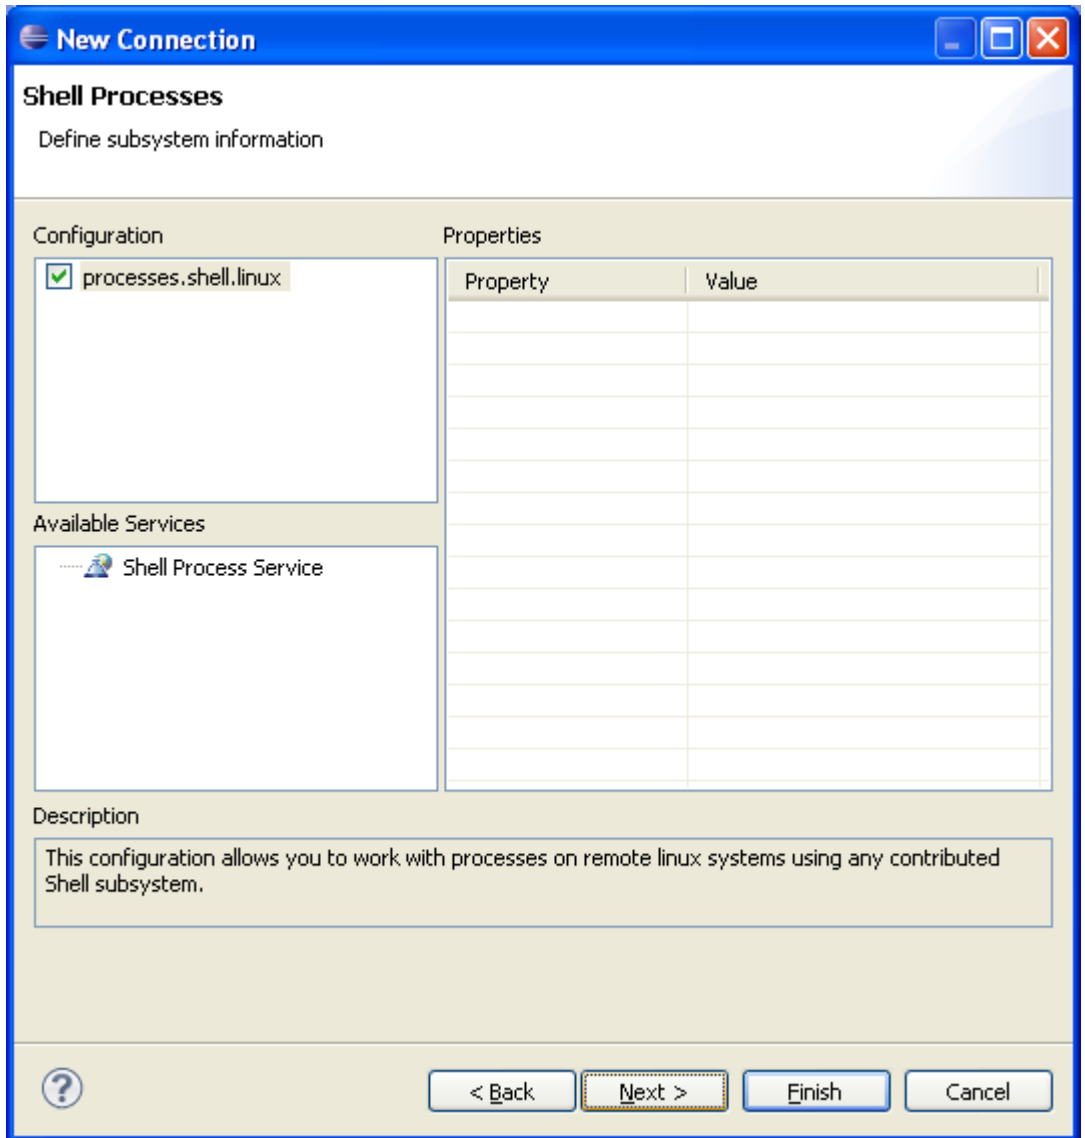 New Connection
Shell Processes
Define subsystem information
Configuration
processes.shell.linux
Properties
Property Value
Available Services
Shell Process Service
Description
This configuration allows you to work with processes on remote linux systems using any contributed
Shell subsystem.
?
< Back Next > Finish Cancel